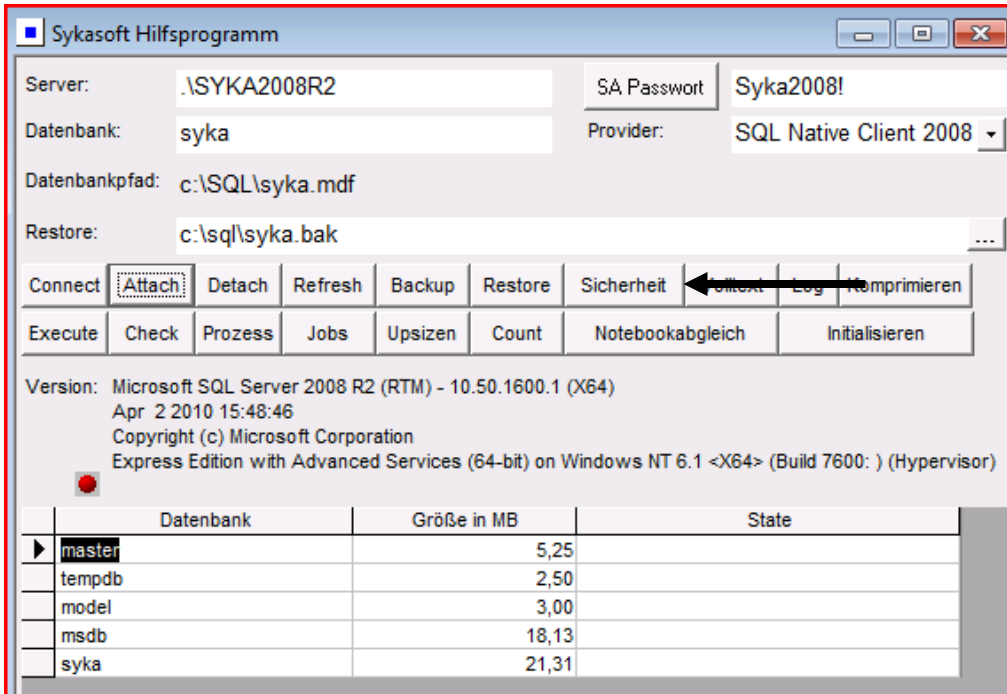 Sykasoft Hilfsprogramm
Server: .\SYKA2008R2 SA Passwort Syka2008!
Datenbank: syka Provider: SQL Native Client 2008
Datenbankpfad: c:\SQL\syka.mdf
Restore: c:\sql\syka.bak ...
Connect Attach Detach Refresh Backup Restore Sicherheit Volltext Log Komprimieren
Execute Check Prozess Jobs Upsizen Count Notebookabgleich Initialisieren
Version: Microsoft SQL Server 2008 R2 (RTM) - 10.50.1600.1 (X64)
Apr 2 2010 15:48:46
Copyright (c) Microsoft Corporation
Express Edition with Advanced Services (64-bit) on Windows NT 6.1 <X64> (Build 7600: ) (Hypervisor)
Datenbank Größe in MB State
master 5,25
tempdb 2,50
model 3,00
msdb 18,13
syka 21,31